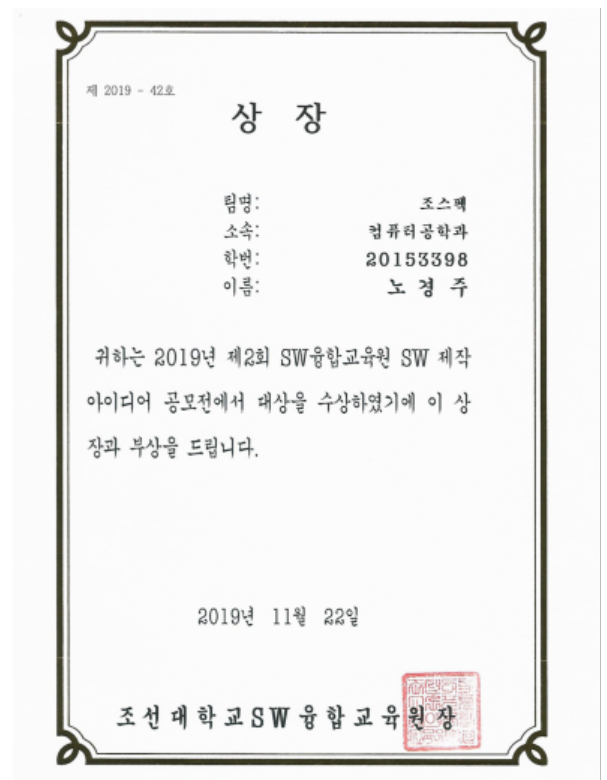 제 2019 - 42호
상 장
팀명: 조스펙
소속: 컴퓨터공학과
학번: 20153398
이름: 노 경 주
귀하는 2019년 제2회 SW융합교육원 SW 제작
아이디어 공모전에서 대상을 수상하였기에 이 상
장과 부상을 드립니다.
2019년 11월 22일
조선대학교SW융합교육원장